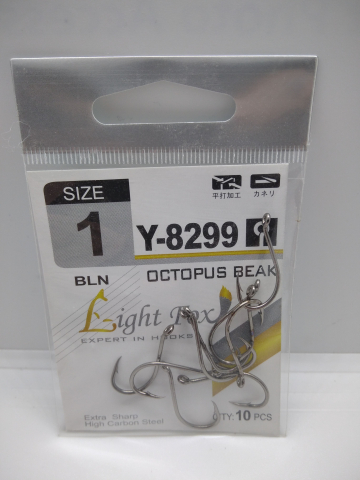 SIZE
1
平打加工
カネリ
Y-8299
BLN
OCTOPUS BEAK
Light Fox
EXPERT IN HOOKS
Extra Sharp
High Carbon Steel
QTY: 10 PCS